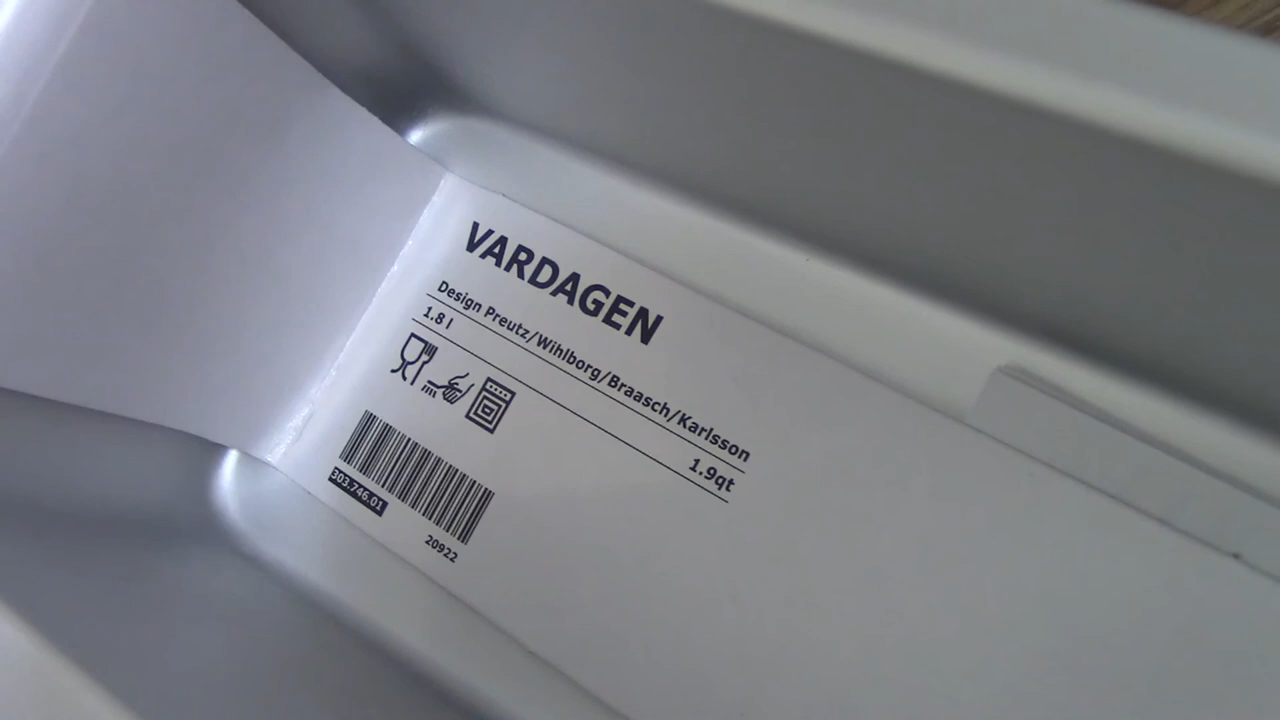 VARDAGEN
Design Preutz/Wihlborg/Braasch/Karlsson
1.8 l 1.9qt
303.746.01
20922